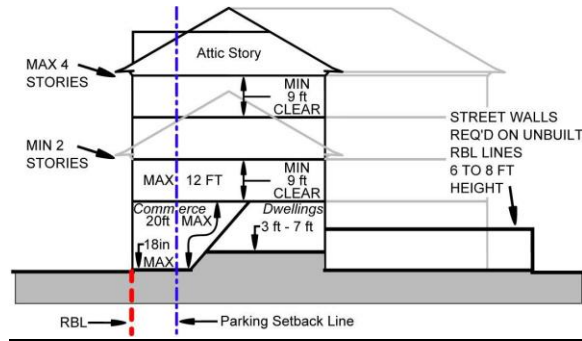 Attic Story
MAX 4
STORIES
MIN
9 ft
CLEAR
STREET WALLS
REQ'D ON UNBUILT
RBL LINES
6 TO 8 FT
HEIGHT
MIN 2
STORIES
MAX 12 FT
MIN
9 ft
CLEAR
Commerce
20ft MAX
Dwellings
3 ft - 7 ft
18in
MAX
RBL
Parking Setback Line